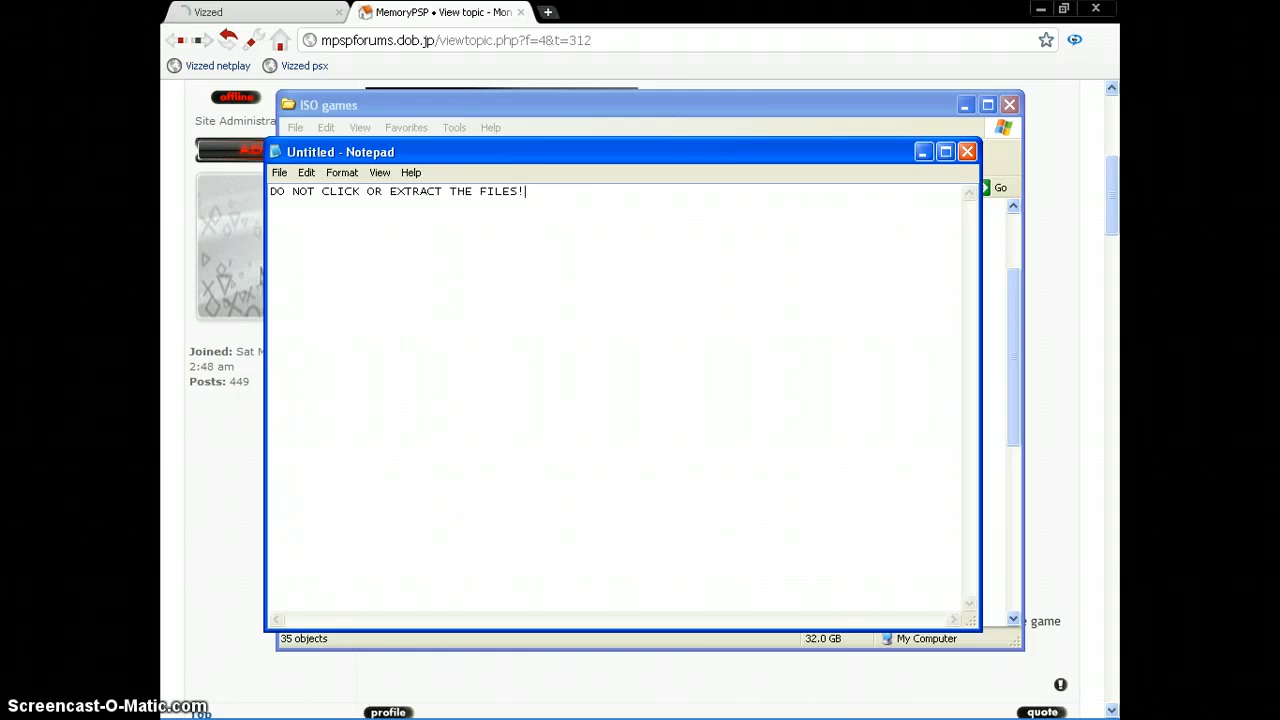 Vizzed
MemoryPSP • View topic - Mon
mpspforums.dob.jp/viewtopic.php?f=4&t=312
Vizzed netplay
Vizzed psx
offline
Site Administra
Joined: Sat M
2:48 am
Posts: 449
ISO games
File Edit View Favorites Tools Help
Go
Untitled - Notepad
File Edit Format View Help
DO NOT CLICK OR EXTRACT THE FILES!
35 objects
32.0 GB
My Computer
game
Top
profile
quote
Screencast-O-Matic.com